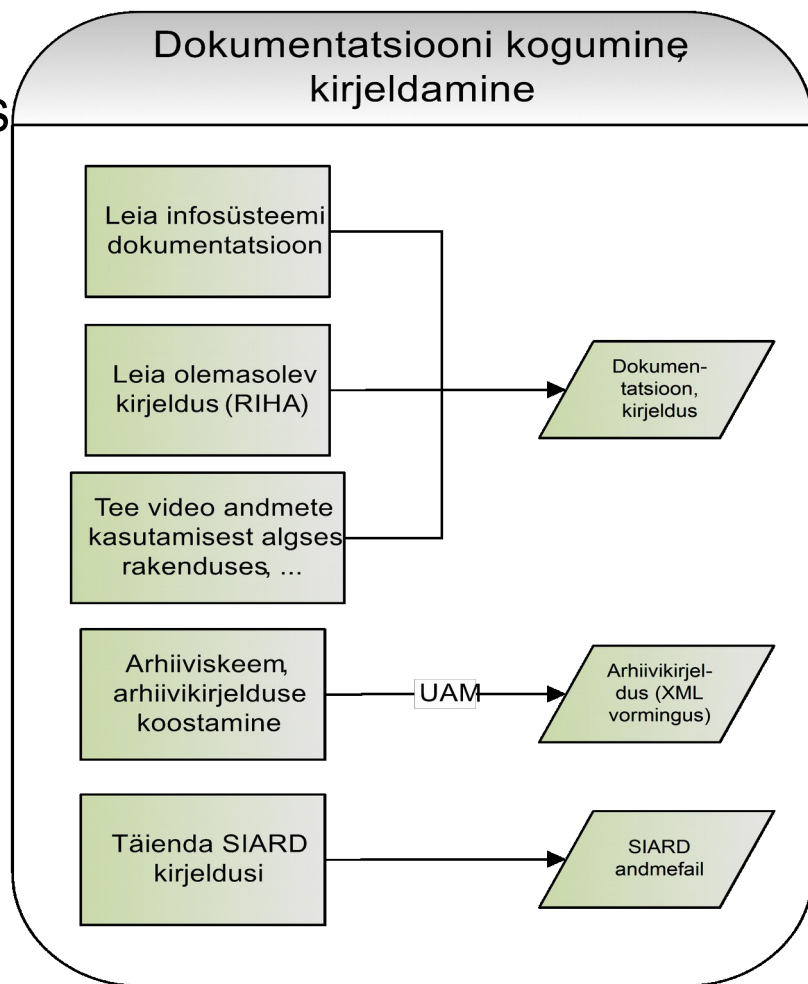 Dokumentatsiooni kogumine,
kirjeldamine
s
Leia infosüsteemi
dokumentatsioon
Leia olemasolev
kirjeldus (RIHA)
Dokumen-
tatsioon,
kirjeldus
Tee video andmete
kasutamisest algses
rakenduses, ...
Arhiiviskeem,
arhiivikirjelduse
koostamine
UAM
Arhiivikirjel-
dus (XML
vormingus)
Täienda SIARD
kirjeldusi
SIARD
andmefail